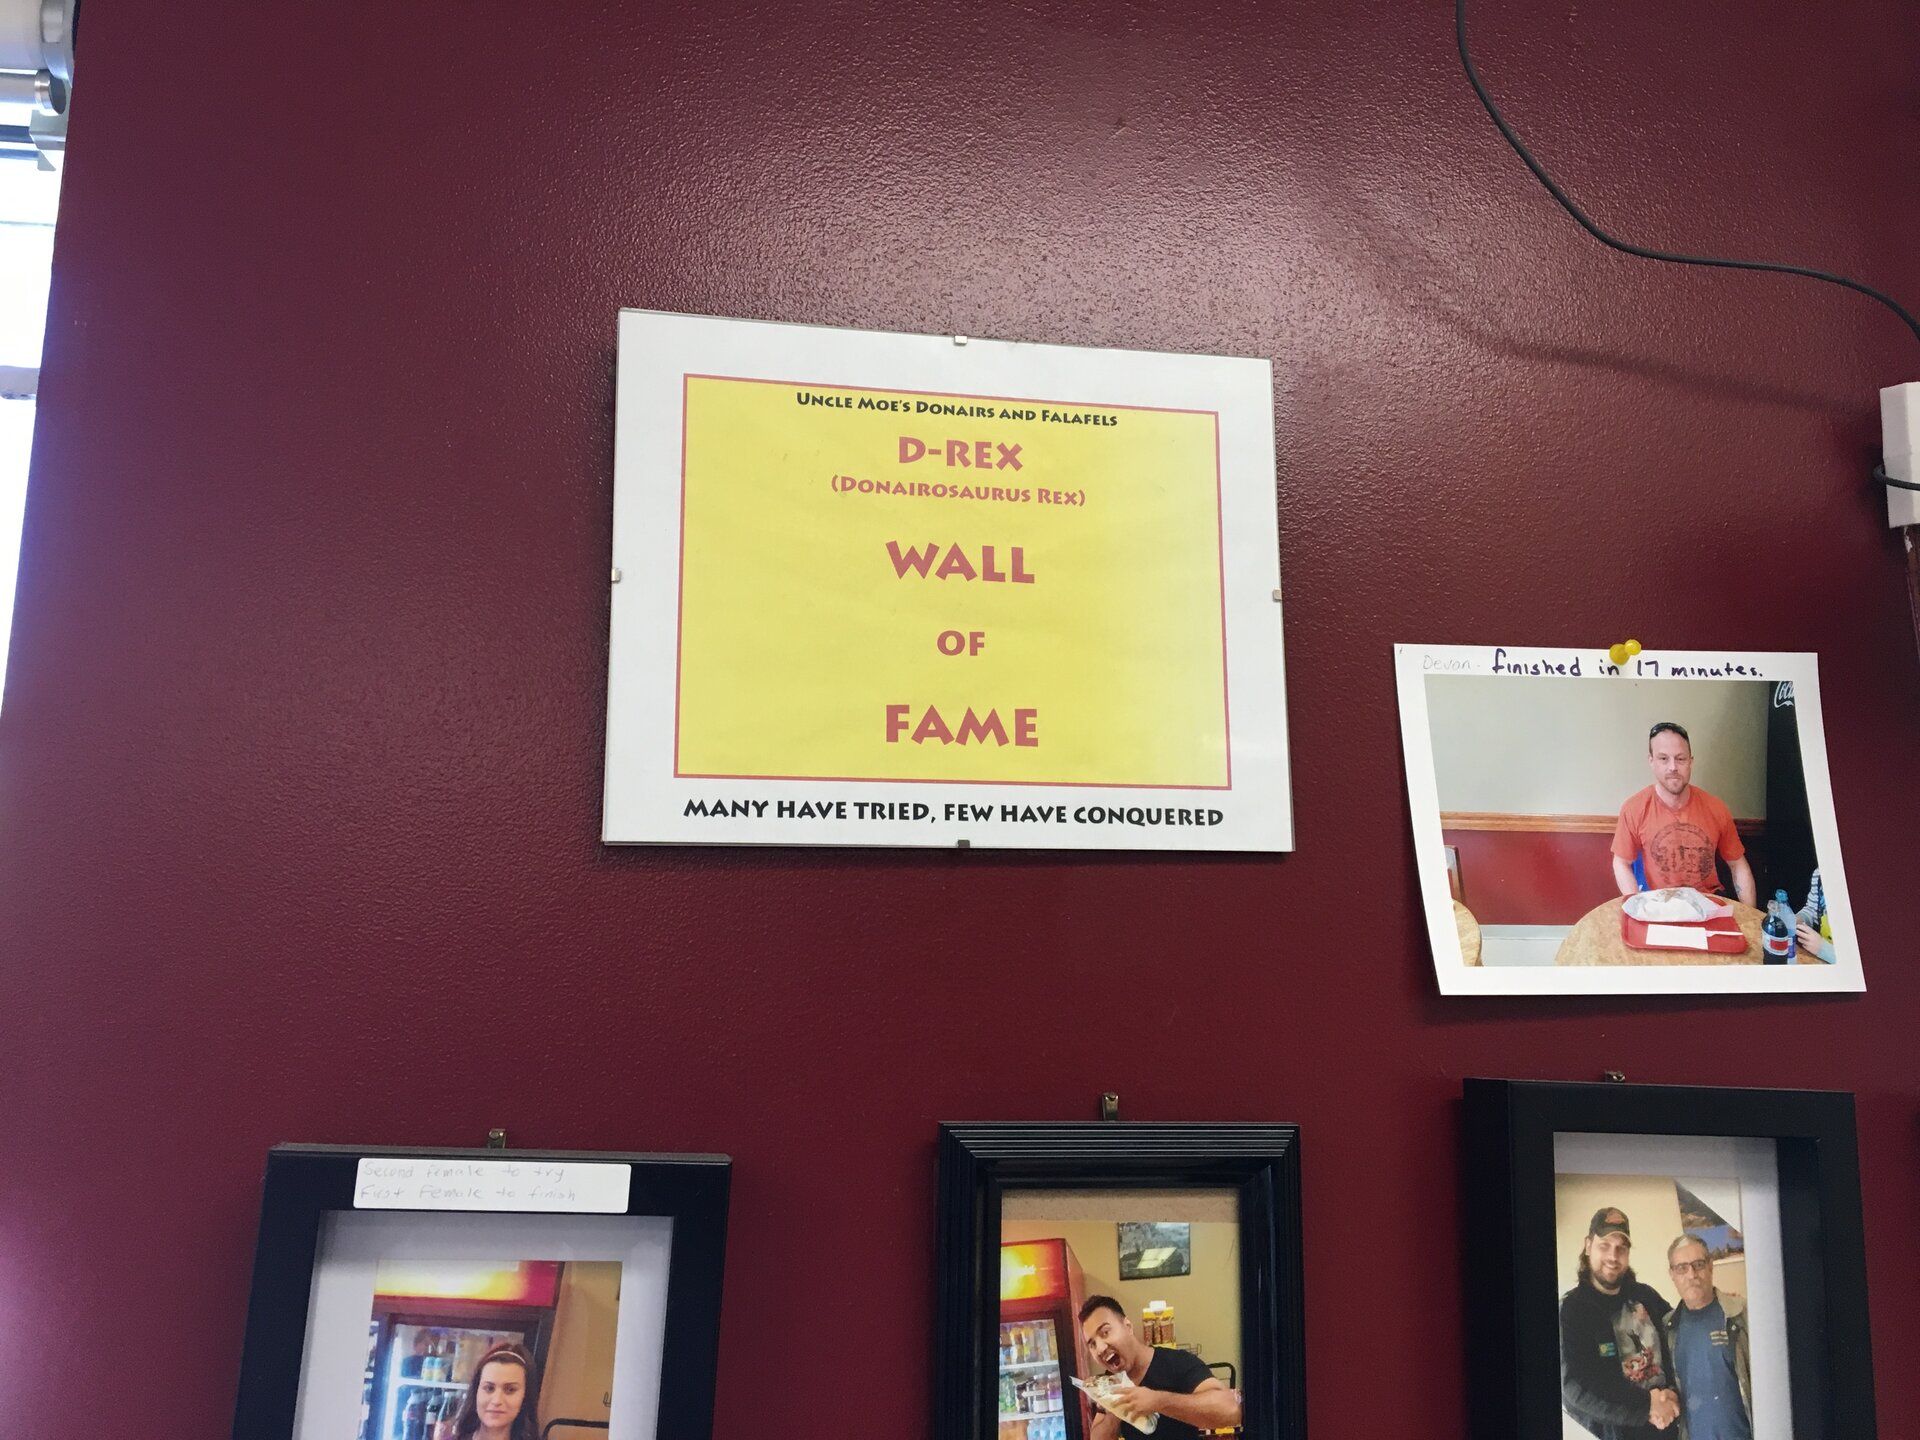 UNCLE MOE'S DONAIRS AND FALAFELS
D-REX
(DONAIROSAURUS REX)
WALL
OF
FAME
MANY HAVE TRIED, FEW HAVE CONQUERED
Devon - finished in 17 minutes.
Second female to try
First Female to finish